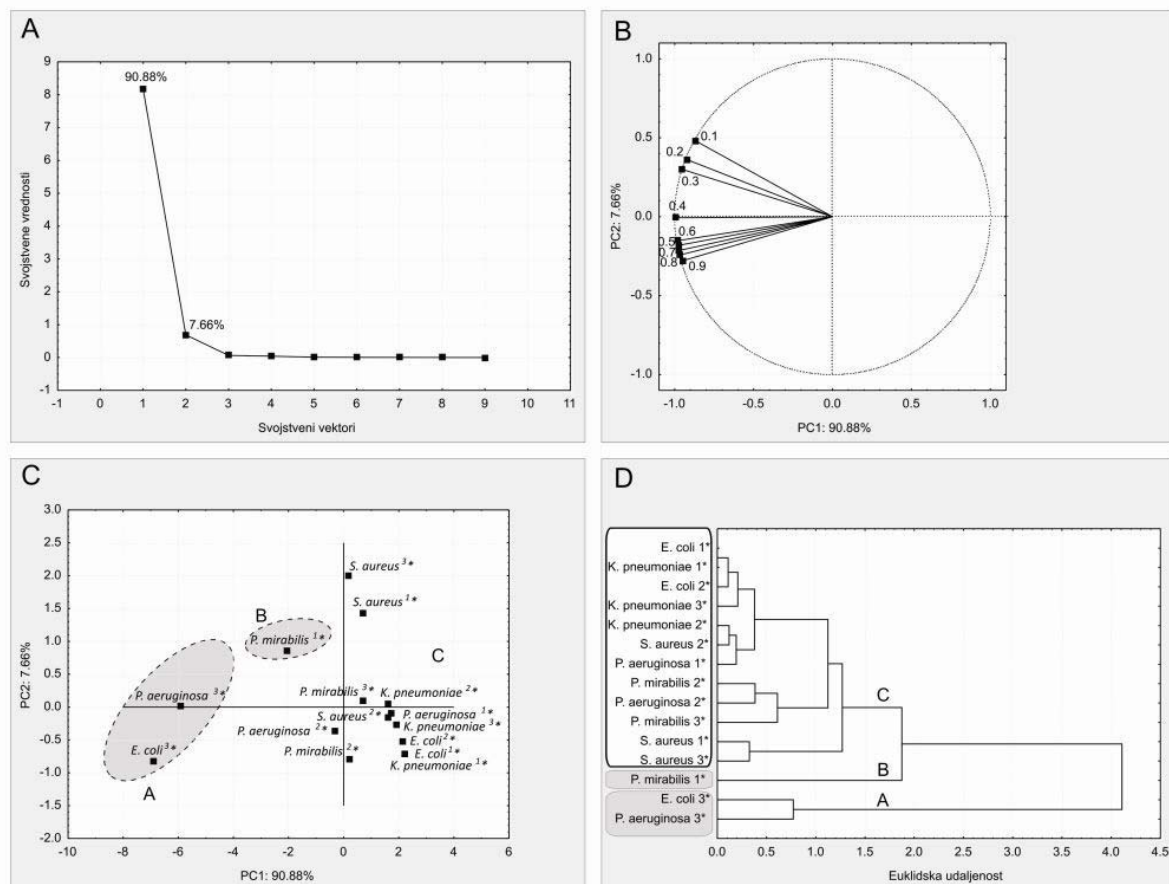 A
9
8
7
6
5
4
3
2
1
0
-1
90.88%
7.66%
Svojstvene vrednosti
-1 0 1 2 3 4 5 6 7 8 9 10 11
Svojstveni vektori
B
1.0
0.5
0.0
-0.5
-1.0
0.1
0.2
0.3
0.4
0.6
0.5
0.7
0.8
0.9
PC2: 7.66%
-1.0 -0.5 0.0 0.5 1.0
PC1: 90.88%
C
3.0
2.5
2.0
1.5
1.0
0.5
0.0
-0.5
-1.0
-1.5
2.0
PC2: 7.66%
S. aureus 3*
S. aureus 1*
B
P. mirabilis 1*
C
P. aeruginosa 3*
P. mirabilis 3*
K. pneumoniae 2*
S. aureus 2*
P. aeruginosa 1*
P. aeruginosa 2*
K. pneumoniae 3*
E. coli 2*
E. coli 3*
P. mirabilis 2*
E. coli 1*
K. pneumoniae 1*
A
-10 -8 -6 -4 -2 0 2 4 6
PC1: 90.88%
D
E. coli 1*
K. pneumoniae 1*
E. coli 2*
K. pneumoniae 3*
K. pneumoniae 2*
S. aureus 2*
P. aeruginosa 1*
P. mirabilis 2*
P. aeruginosa 2*
P. mirabilis 3*
S. aureus 1*
S. aureus 3*
P. mirabilis 1*
E. coli 3*
P. aeruginosa 3*
C
B
A
0.0 0.5 1.0 1.5 2.0 2.5 3.0 3.5 4.0 4.5
Euklidska udaljenost